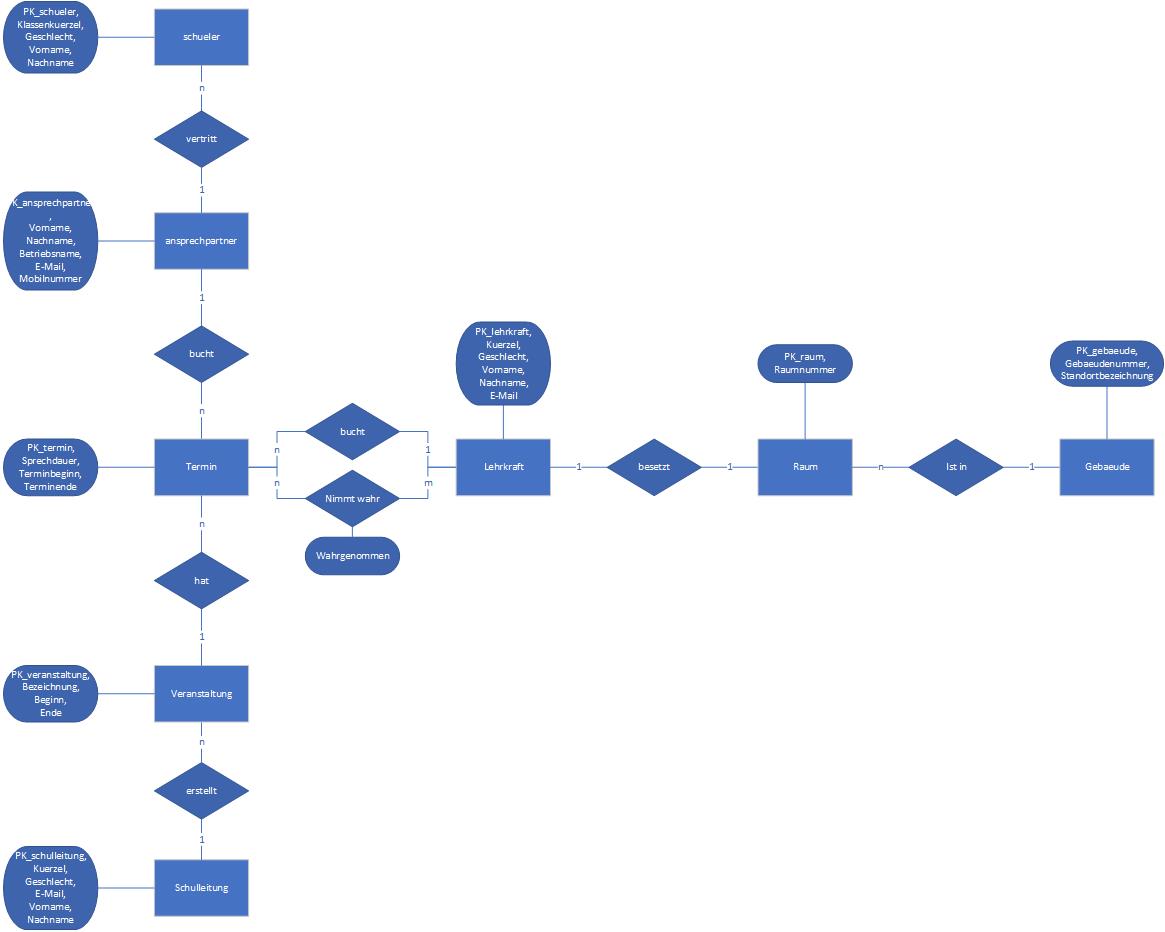 PK_schueler,
Klassenkuerzel,
Geschlecht,
Vorname,
Nachname
schueler
n
vertritt
1
K_ansprechpartne
,
Vorname,
Nachname,
Betriebsname,
E-Mail,
Mobilnummer
ansprechpartner
1
bucht
n
PK_termin,
Sprechdauer,
Terminbeginn,
Terminende
Termin
n
bucht
1
n
Nimmt wahr
m
Wahrgenommen
PK_lehrkraft,
Kuerzel,
Geschlecht,
Vorname,
Nachname,
E-Mail
Lehrkraft
1
besetzt
1
PK_raum,
Raumnummer
Raum
n
Ist in
1
PK_gebaeude,
Gebaeudenummer,
Standortbezeichnung
Gebaeude
n
hat
1
PK_veranstaltung,
Bezeichnung,
Beginn,
Ende
Veranstaltung
n
erstellt
1
PK_schulleitung,
Kuerzel,
Geschlecht,
E-Mail,
Vorname,
Nachname
Schulleitung